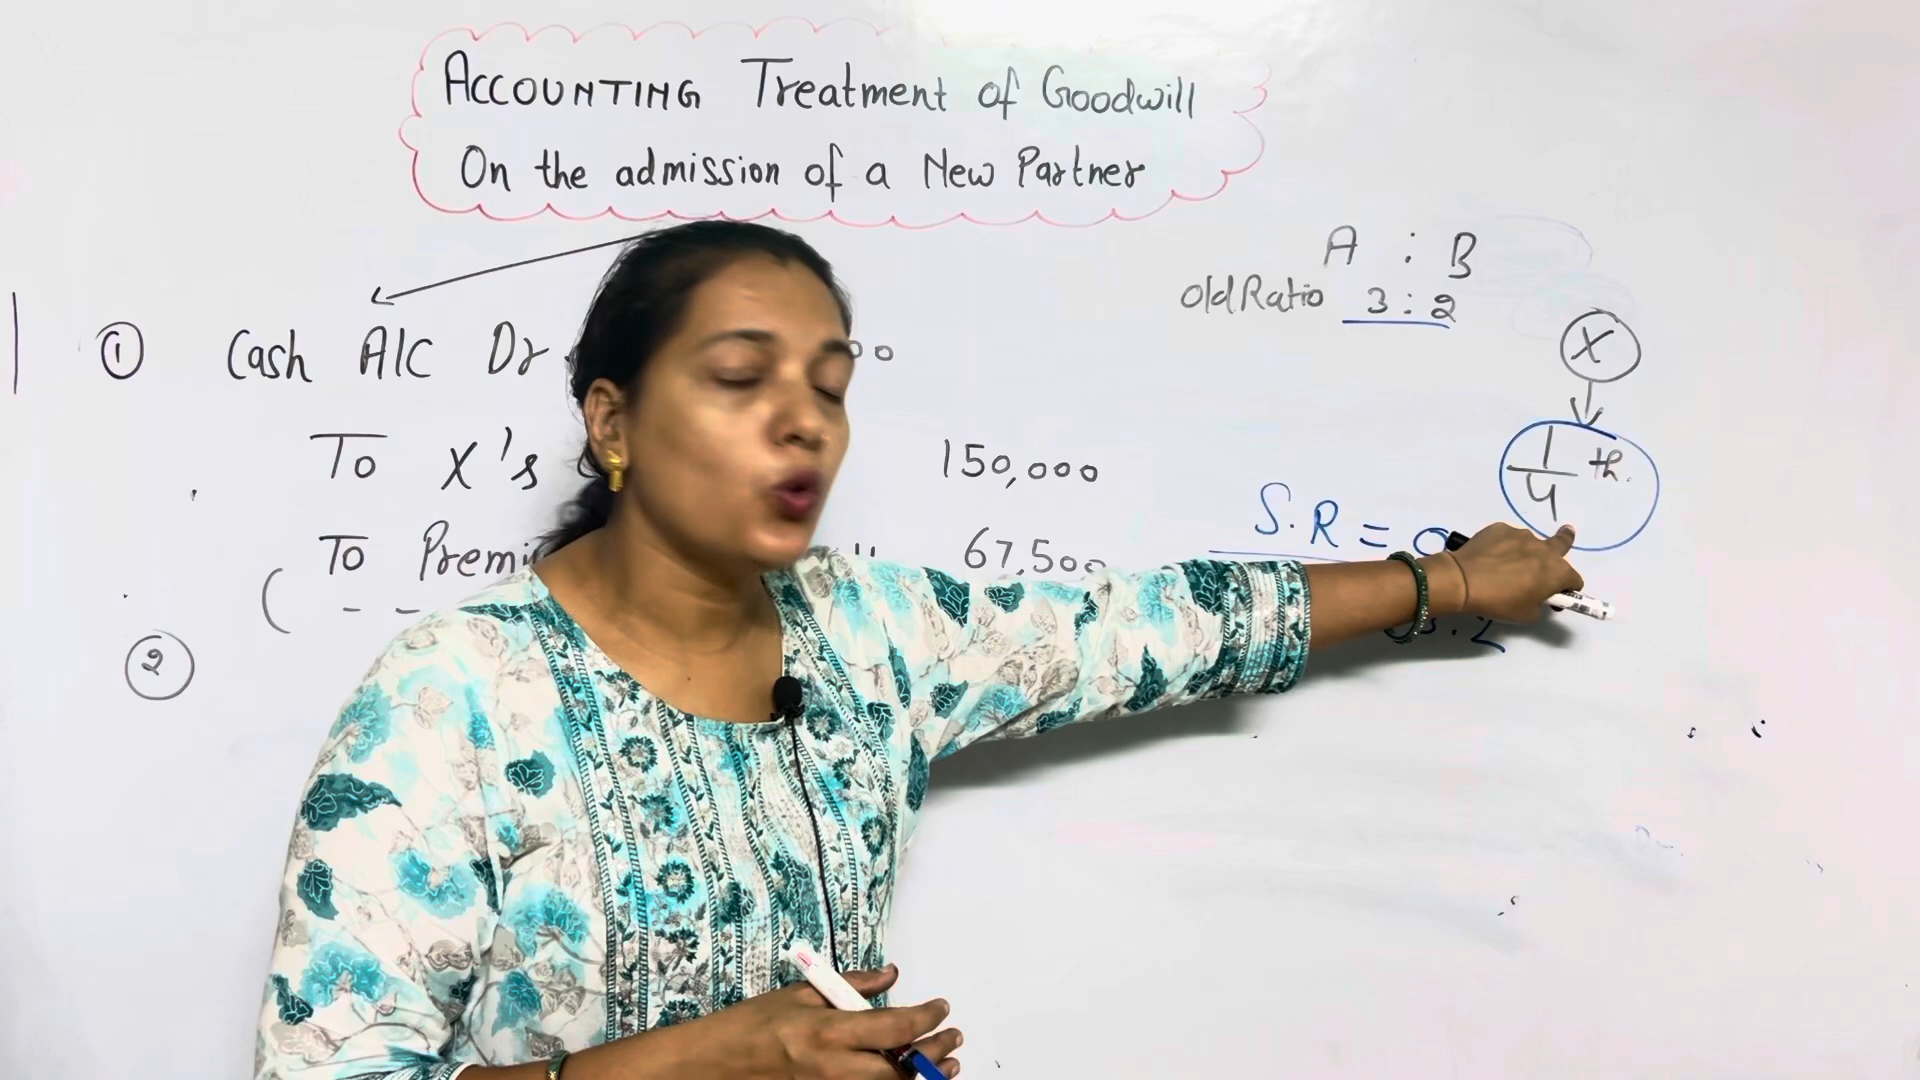 ACCOUNTING Treatment of Goodwill
On the admission of a New Partner
A : B
Old Ratio 3 : 2
X
1/4 th.
① Cash A/C Dr
To X's 150,000
To 67,500
S.R =
②